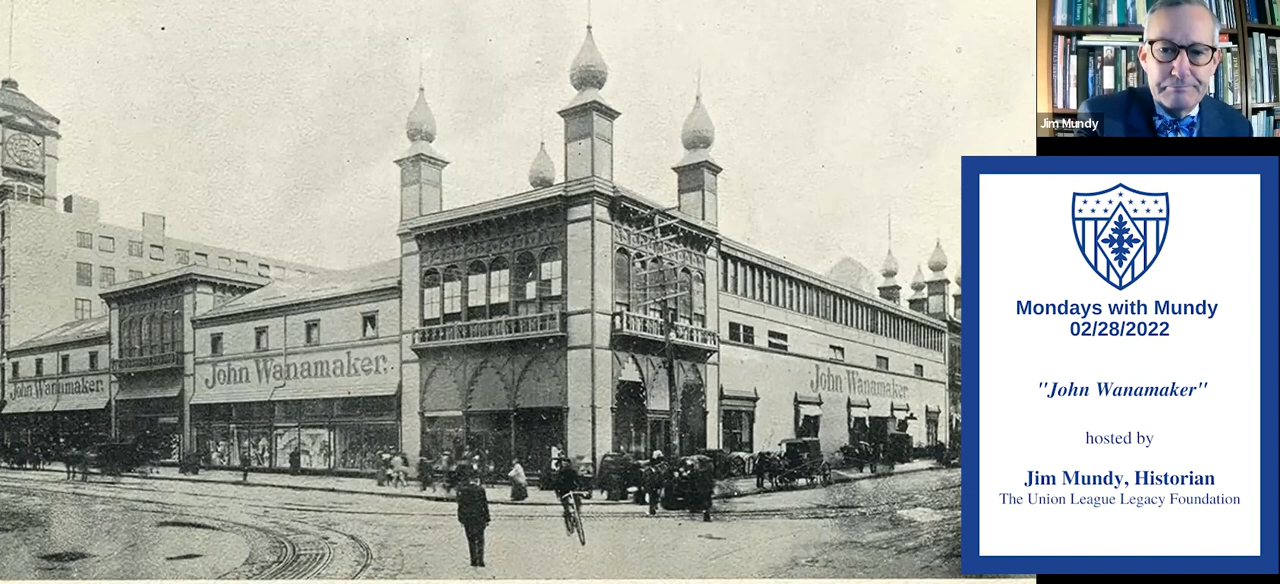 John Wanamaker.
John Wanamaker.
John Wanamaker.
Jim Mundy
Mondays with Mundy
02/28/2022
"John Wanamaker"
hosted by
Jim Mundy, Historian
The Union League Legacy Foundation